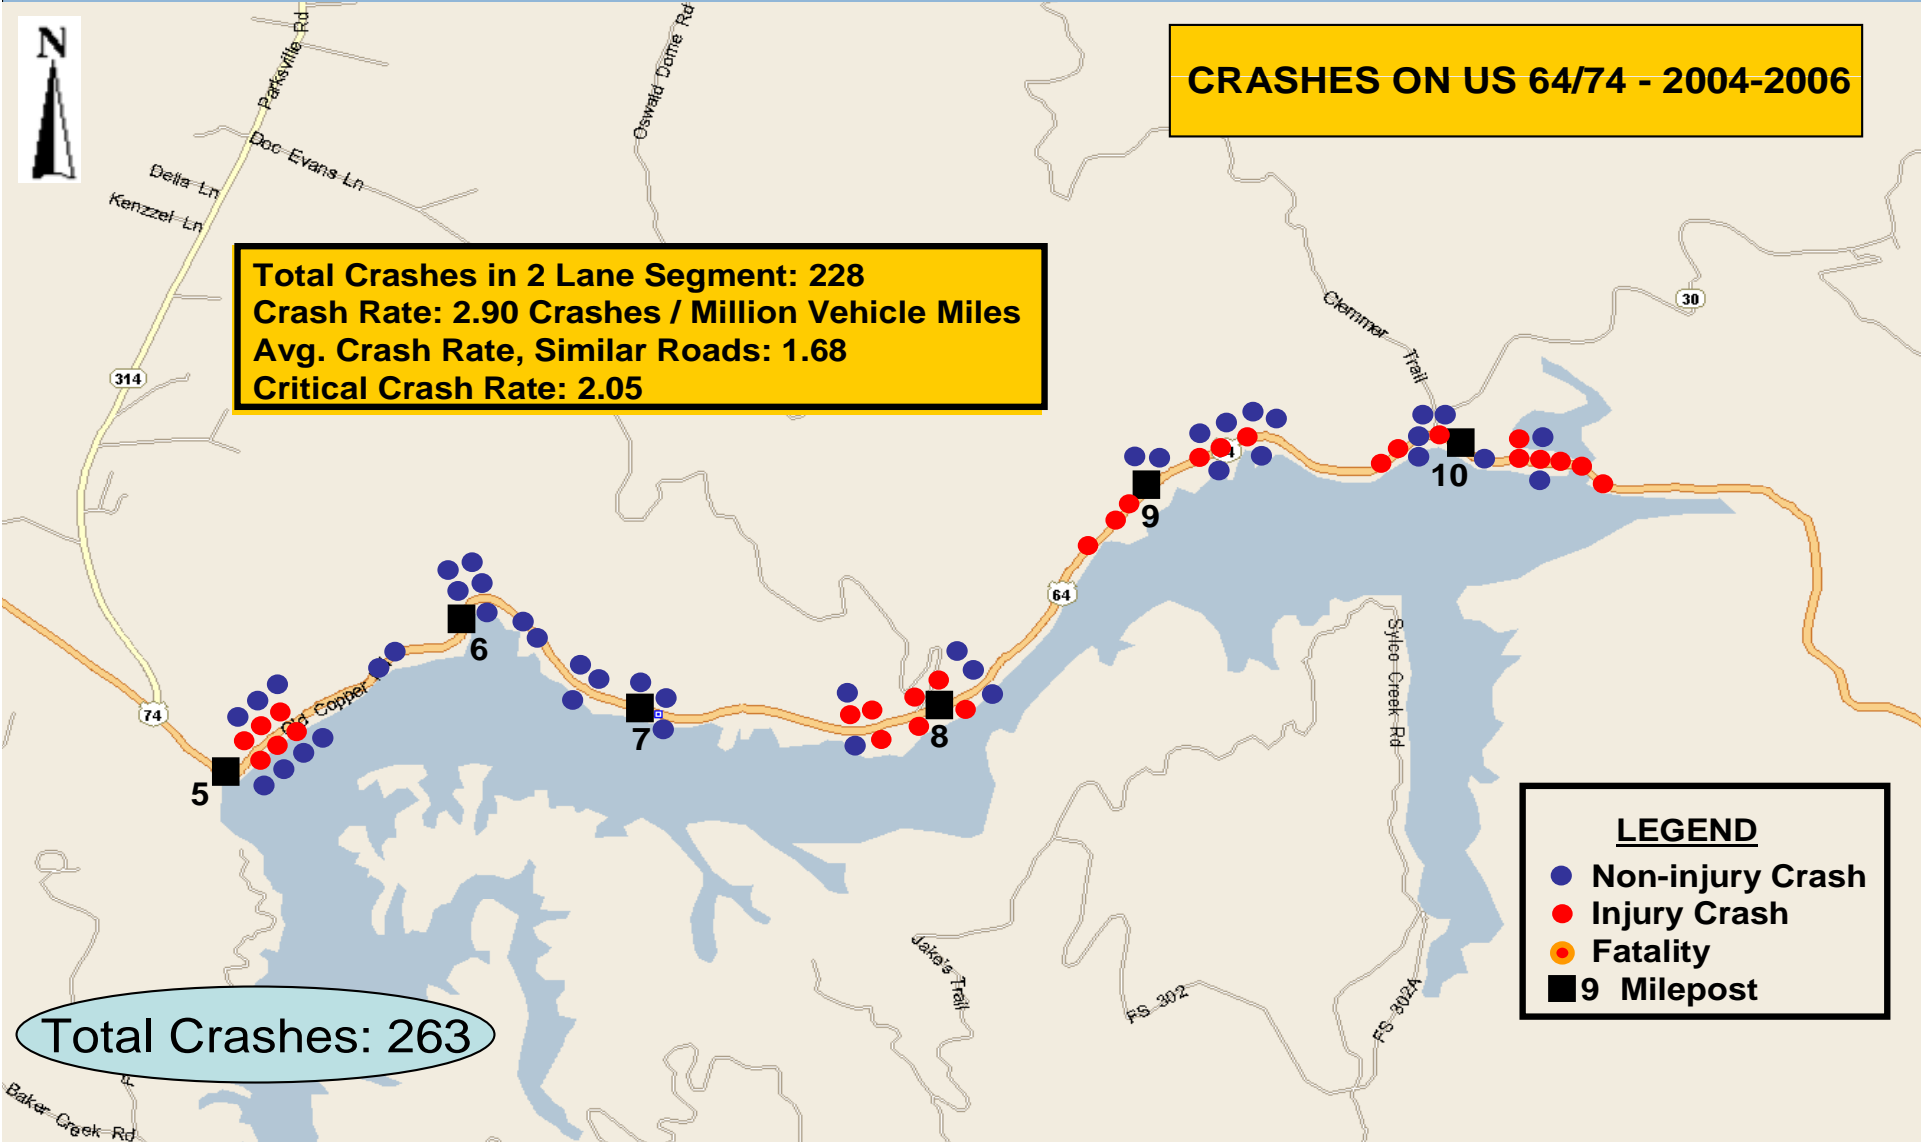 N
CRASHES ON US 64/74 - 2004-2006
Parksville Rd
Oswald Dome Rd
Doc Evans Ln
Della Ln
Kenzzel Ln
Total Crashes in 2 Lane Segment: 228
Crash Rate: 2.90 Crashes / Million Vehicle Miles
Avg. Crash Rate, Similar Roads: 1.68
Critical Crash Rate: 2.05
Clemmer Trail
30
314
10
9
64
Sylco Creek Rd
6
Old Copper
74
7
8
5
LEGEND
Non-injury Crash
Injury Crash
Fatality
9 Milepost
Jake's Trail
FS 302
FS 302A
Total Crashes: 263
Baker Creek Rd